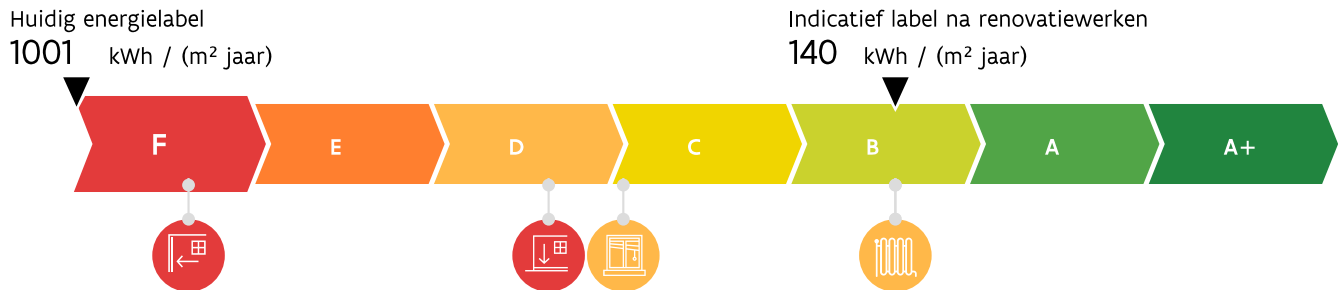 Huidig energielabel
1001 kWh / (m² jaar)
Indicatief label na renovatiewerken
140 kWh / (m² jaar)
F E D C B A A+